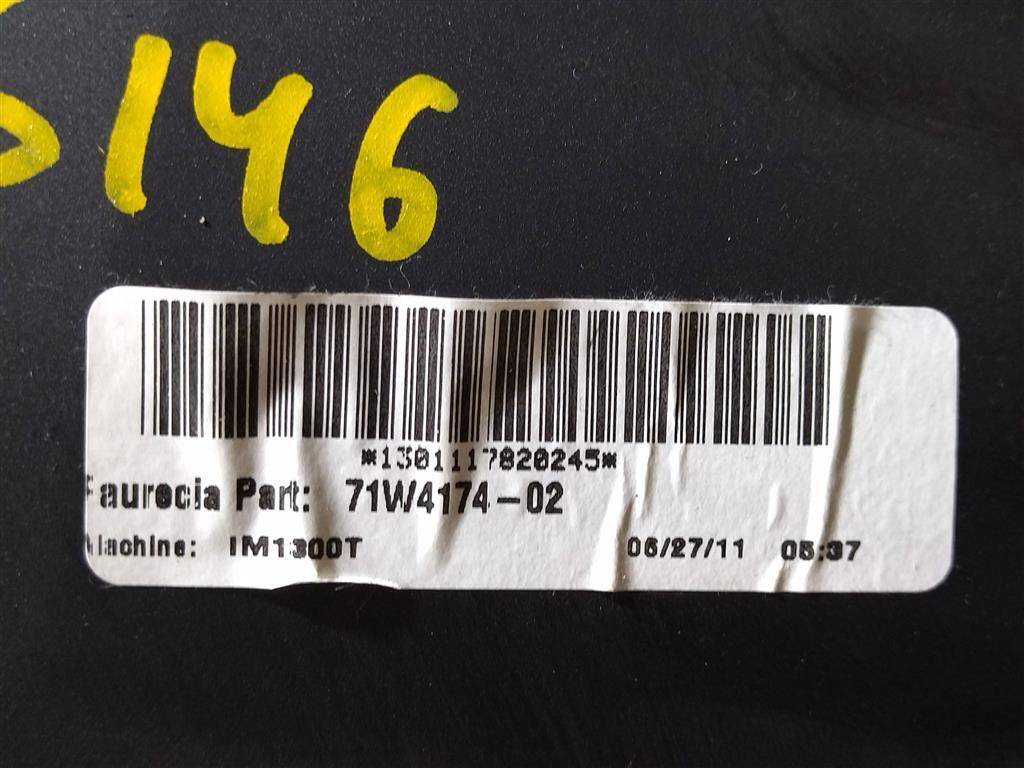 146
*1301117820245*
Faurecia Part: 71W4174-02
Machine: IM1300T 06/27/11 05:37